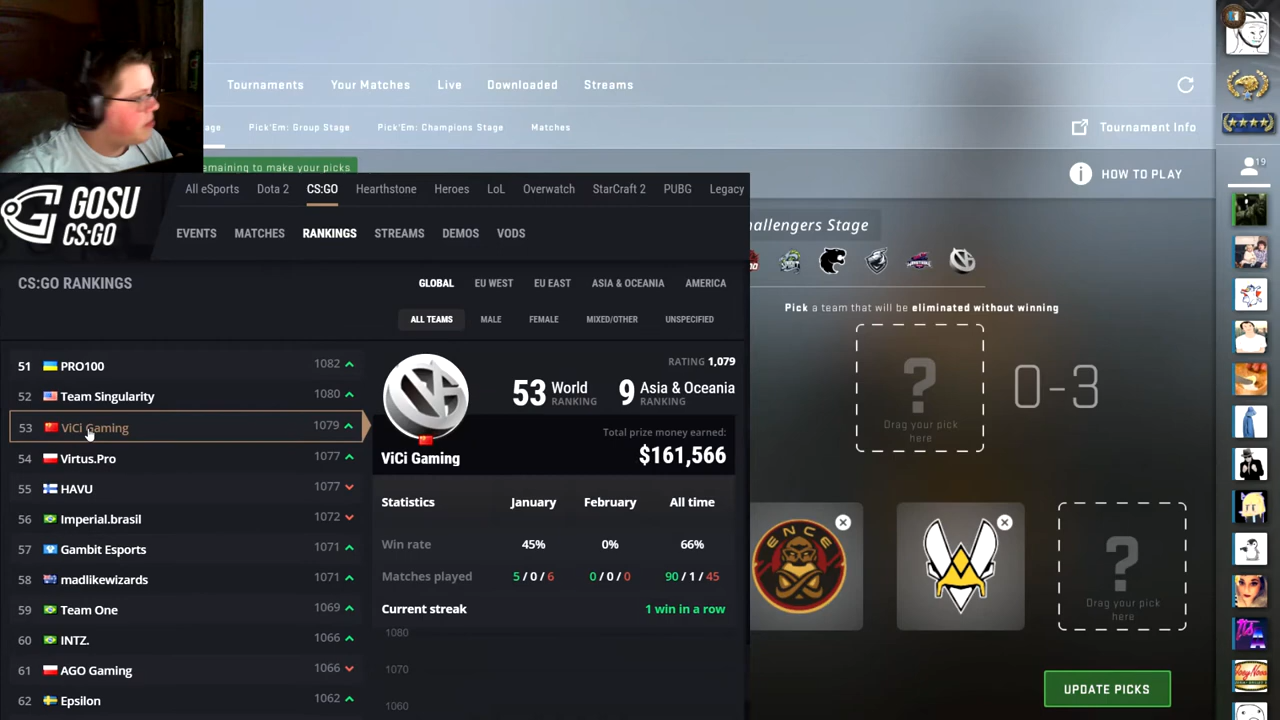 Tournaments Your Matches Live Downloaded Streams
Pick'Em: Group Stage Pick'Em: Champions Stage Matches
Tournament Info
emaining to make your picks
HOW TO PLAY
GOSU
CS:GO
All eSports Dota 2 CS:GO Hearthstone Heroes LoL Overwatch StarCraft 2 PUBG Legacy
EVENTS MATCHES RANKINGS STREAMS DEMOS VODS
CS:GO RANKINGS
GLOBAL EU WEST EU EAST ASIA & OCEANIA AMERICA
ALL TEAMS MALE FEMALE MIXED/OTHER UNSPECIFIED
51 PRO100 1082
52 Team Singularity 1080
53 ViCi Gaming 1079
54 Virtus.Pro 1077
55 HAVU 1077
56 Imperial.brasil 1072
57 Gambit Esports 1071
58 madlikewizards 1071
59 Team One 1069
60 INTZ. 1066
61 AGO Gaming 1066
62 Epsilon 1062
RATING 1,079
53 World RANKING 9 Asia & Oceania RANKING
ViCi Gaming
Total prize money earned:
$161,566
Statistics January February All time
Win rate 45% 0% 66%
Matches played 5 / 0 / 6 0 / 0 / 0 90 / 1 / 45
Current streak 1 win in a row
1080
1070
1060
hallengers Stage
Pick a team that will be eliminated without winning
?
Drag your pick
here
0-3
ENCE
?
Drag your pick
here
UPDATE PICKS
19